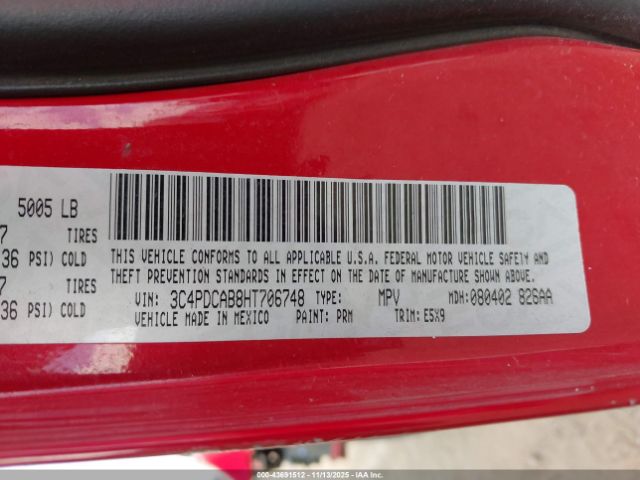 5005 LB
7 TIRES
36 PSI) COLD
7 TIRES
36 PSI) COLD
THIS VEHICLE CONFORMS TO ALL APPLICABLE U.S.A. FEDERAL MOTOR VEHICLE SAFETY AND
THEFT PREVENTION STANDARDS IN EFFECT ON THE DATE OF MANUFACTURE SHOWN ABOVE.
VIN: 3C4PDCAB8HT706748 TYPE: MPV MDH: 080402 826AA
VEHICLE MADE IN MEXICO PAINT: PRM TRIM: E5X9
000-43691512 - 11/13/2025 - IAAI.COM